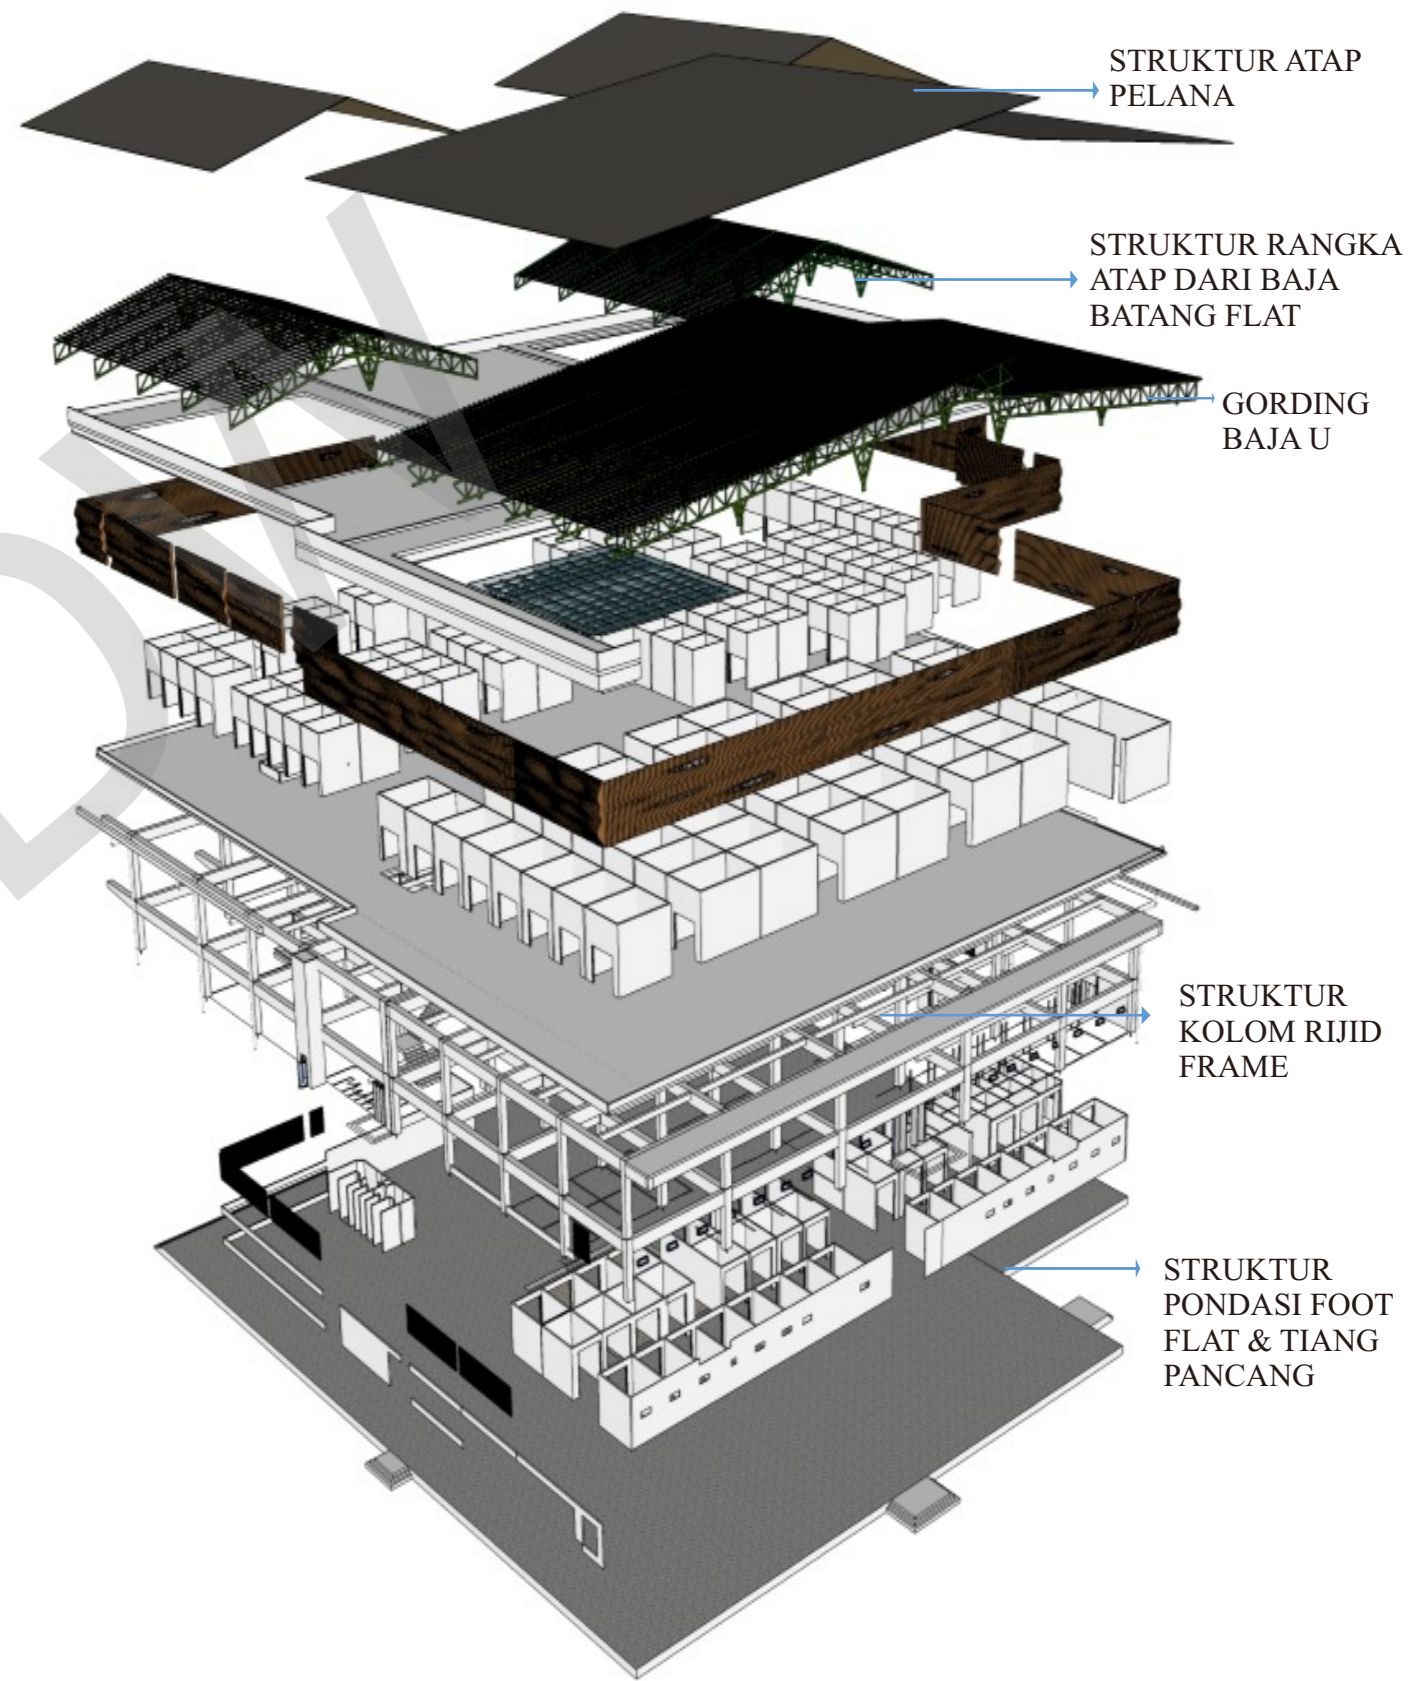 STRUKTUR ATAP
PELANA
STRUKTUR RANGKA
ATAP DARI BAJA
BATANG FLAT
GORDING
BAJA U
STRUKTUR
KOLOM RIJID
FRAME
STRUKTUR
PONDASI FOOT
FLAT & TIANG
PANCANG